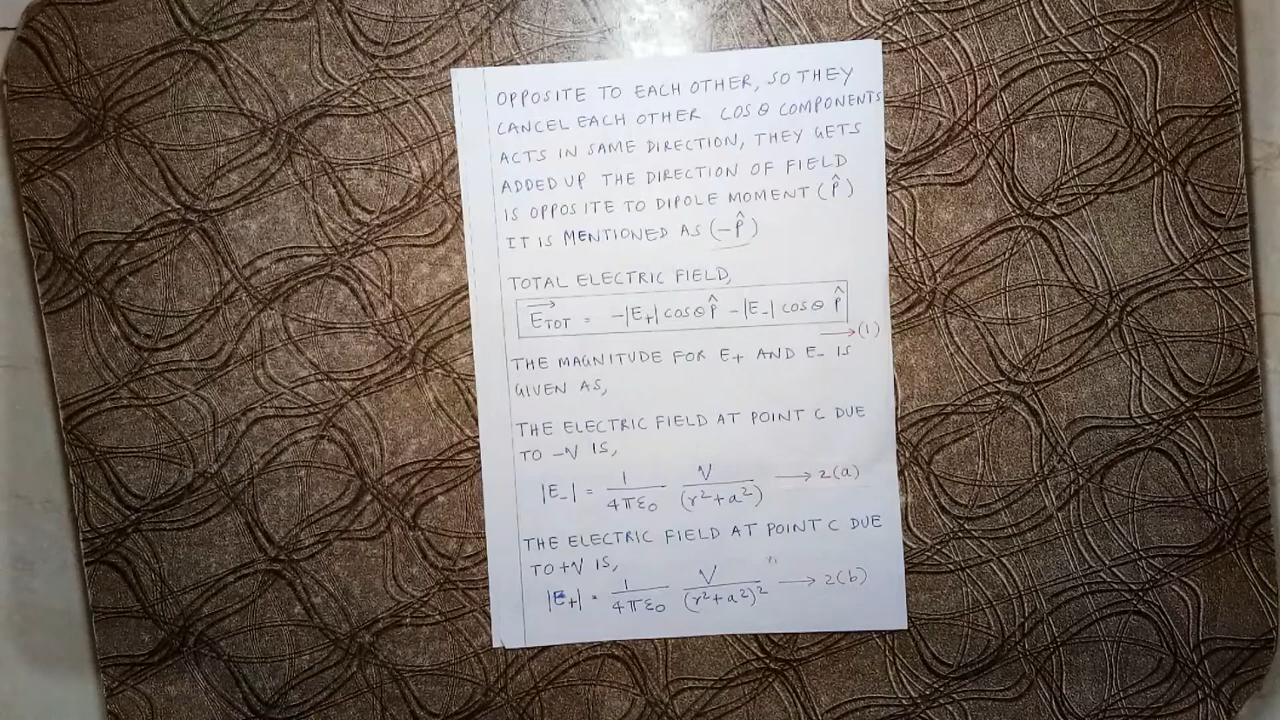 OPPOSITE TO EACH OTHER, SO THEY
CANCEL EACH OTHER COS θ COMPONENTS
ACTS IN SAME DIRECTION, THEY GETS
ADDED UP THE DIRECTION OF FIELD
IS OPPOSITE TO DIPOLE MOMENT (P̂)
IT IS MENTIONED AS (-P̂)
TOTAL ELECTRIC FIELD,
E⃗TOT = -|E+| COS θ P̂ - |E-| COS θ P̂
→(1)
THE MAGNITUDE FOR E+ AND E- IS
GIVEN AS,
THE ELECTRIC FIELD AT POINT C DUE
TO -V IS,
|E-| = 1/4πε0 V/(r²+a²) → 2(a)
THE ELECTRIC FIELD AT POINT C DUE
TO +V IS,
|E+| = 1/4πε0 V/(r²+a²)² → 2(b)